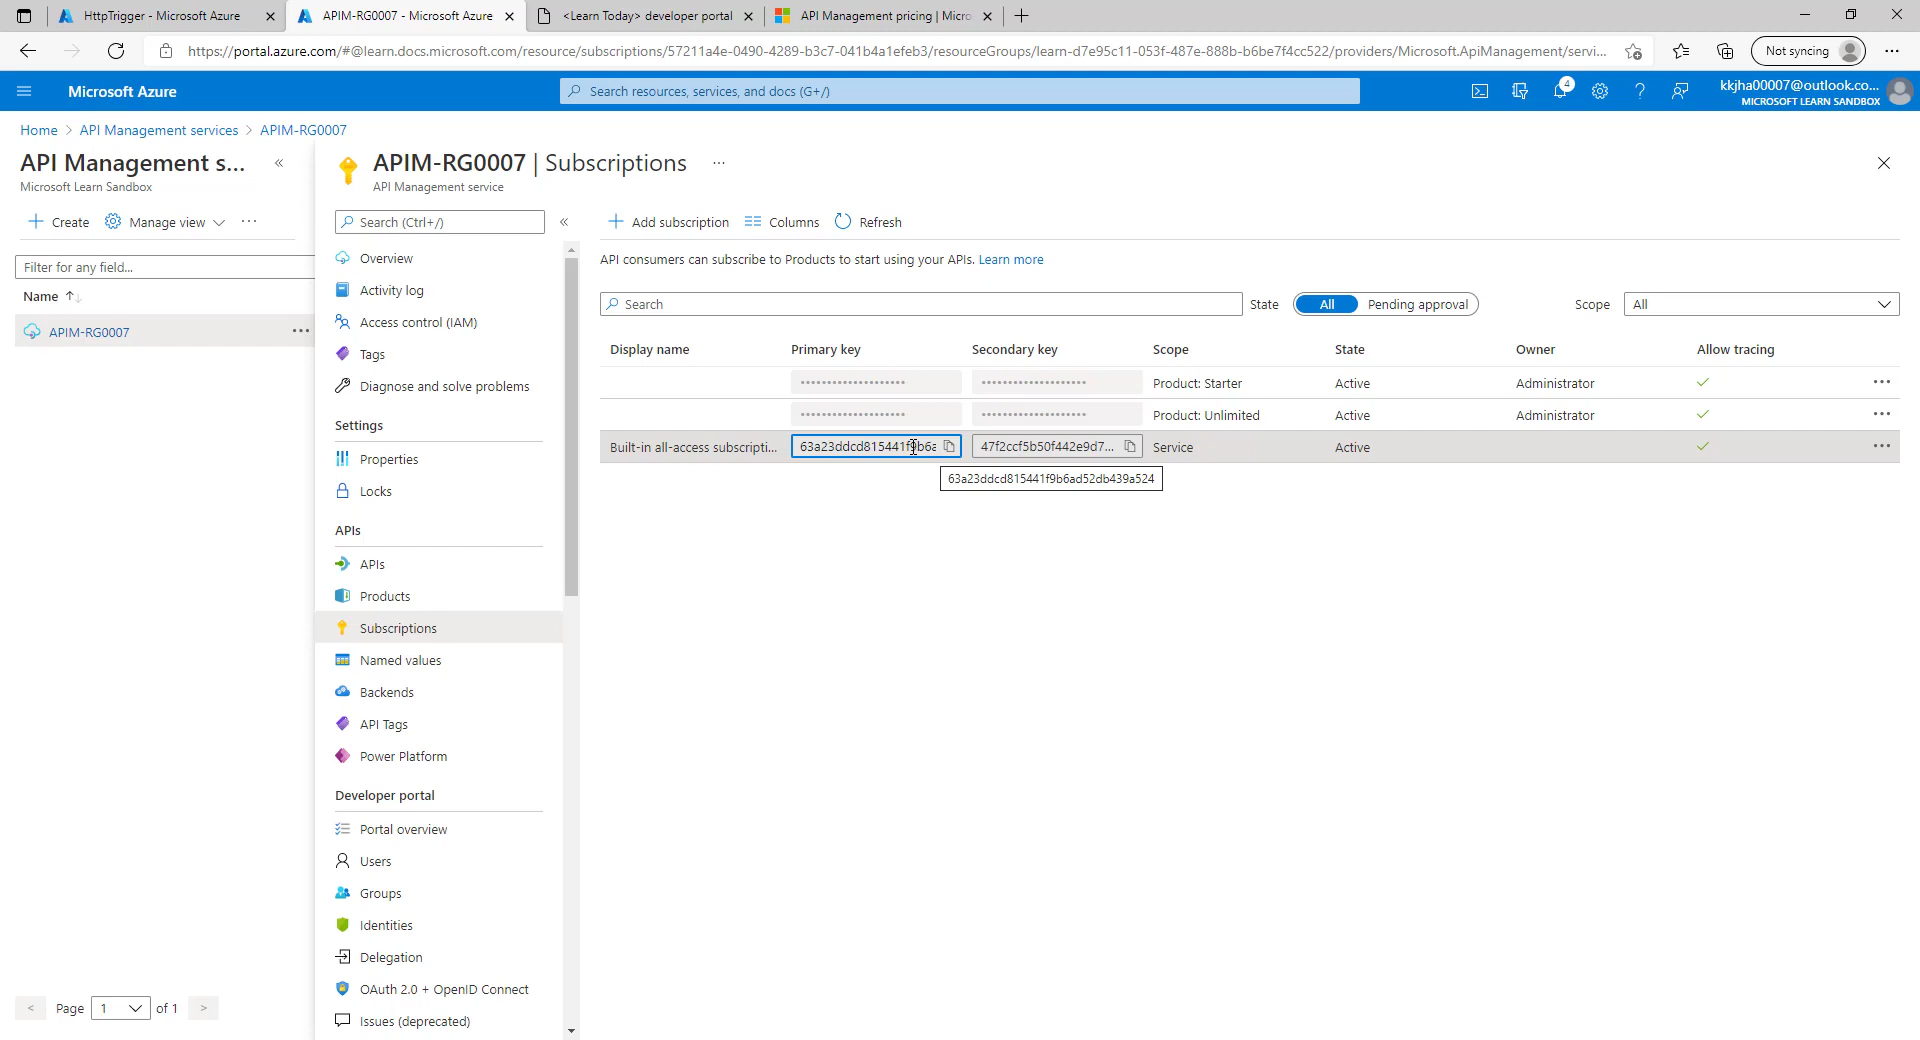 HttpTrigger - Microsoft Azure
APIM-RG0007 - Microsoft Azure
<Learn Today> developer portal
API Management pricing | Micro
https://portal.azure.com/#@learn.docs.microsoft.com/resource/subscriptions/57211a4e-0490-4289-b3c7-041b4a1efeb3/resourceGroups/learn-d7e95c11-053f-487e-888b-b6be7f4cc522/providers/Microsoft.ApiManagement/servi...
Not syncing
Microsoft Azure
Search resources, services, and docs (G+/)
4
kkjha00007@outlook.co...
MICROSOFT LEARN SANDBOX
Home > API Management services > APIM-RG0007
API Management s...
Microsoft Learn Sandbox
Create
Manage view
Filter for any field...
Name
APIM-RG0007
< Page 1 of 1 >
APIM-RG0007 | Subscriptions
API Management service
Search (Ctrl+/)
Overview
Activity log
Access control (IAM)
Tags
Diagnose and solve problems
Settings
Properties
Locks
APIs
APIs
Products
Subscriptions
Named values
Backends
API Tags
Power Platform
Developer portal
Portal overview
Users
Groups
Identities
Delegation
OAuth 2.0 + OpenID Connect
Issues (deprecated)
Add subscription
Columns
Refresh
API consumers can subscribe to Products to start using your APIs. Learn more
Search
State
All
Pending approval
Scope
All
Display name Primary key Secondary key Scope State Owner Allow tracing
•••••••••••••••••••• •••••••••••••••••••• Product: Starter Active Administrator
•••••••••••••••••••• •••••••••••••••••••• Product: Unlimited Active Administrator
Built-in all-access subscripti... 63a23ddcd815441f9b6a 47f2ccf5b50f442e9d7... Service Active
63a23ddcd815441f9b6ad52db439a524